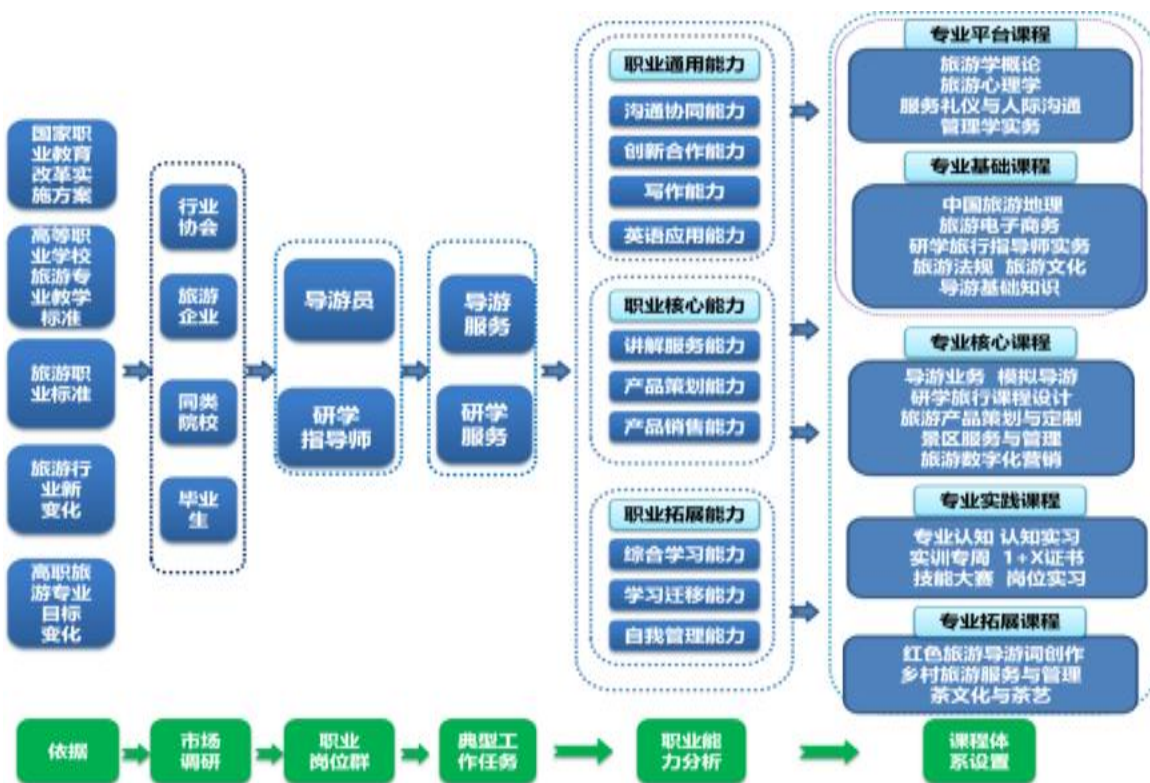 国家职
业教育
改革实
施方案
高等职
业学校
旅游专
业教学
标准
旅游职
业标准
旅游行
业新
变化
高职旅
游专业
目标
变化
行业
协会
旅游
企业
同类
院校
毕业
生
导游员
研学
指导师
导游
服务
研学
服务
职业通用能力
沟通协同能力
创新合作能力
写作能力
英语应用能力
职业核心能力
讲解服务能力
产品策划能力
产品销售能力
职业拓展能力
综合学习能力
学习迁移能力
自我管理能力
专业平台课程
旅游学概论
旅游心理学
服务礼仪与人际沟通
管理学实务
专业基础课程
中国旅游地理
旅游电子商务
研学旅行指导师实务
旅游法规 旅游文化
导游基础知识
专业核心课程
导游业务 模拟导游
研学旅行课程设计
旅游产品策划与定制
景区服务与管理
旅游数字化营销
专业实践课程
专业认知 认知实习
实训专周 1+X证书
技能大赛 岗位实习
专业拓展课程
红色旅游导游词创作
乡村旅游服务与管理
茶文化与茶艺
依据
市场
调研
职业
岗位群
典型工
作任务
职业能
力分析
课程体
系设置